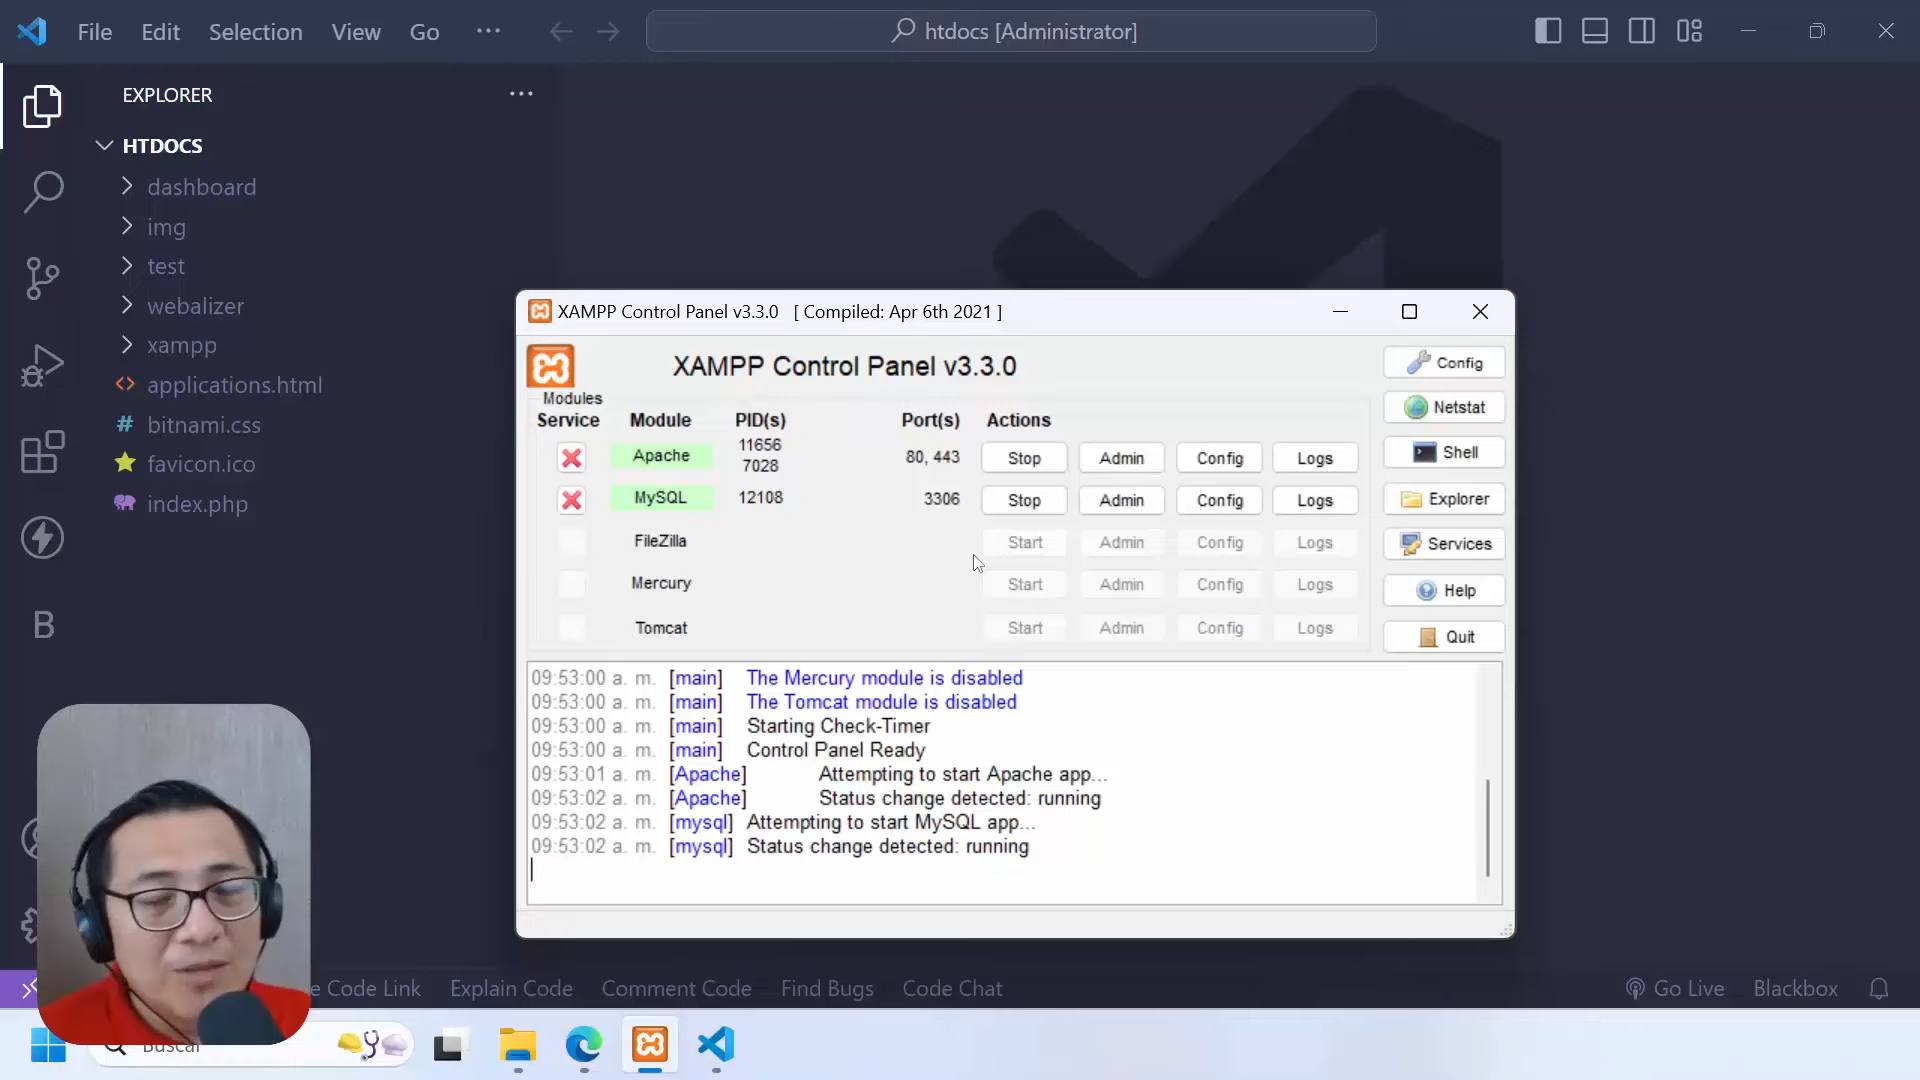 File Edit Selection View Go ··· htdocs [Administrator]
EXPLORER ···
HTDOCS
dashboard
img
test
webalizer
xampp
applications.html
bitnami.css
favicon.ico
index.php
B
XAMPP Control Panel v3.3.0 [ Compiled: Apr 6th 2021 ]
XAMPP Control Panel v3.3.0
Config
Netstat
Shell
Explorer
Services
Help
Quit
Modules
Service Module PID(s) Port(s) Actions
Apache 11656 7028 80, 443 Stop Admin Config Logs
MySQL 12108 3306 Stop Admin Config Logs
FileZilla Start Admin Config Logs
Mercury Start Admin Config Logs
Tomcat Start Admin Config Logs
09:53:00 a. m. [main] The Mercury module is disabled
09:53:00 a. m. [main] The Tomcat module is disabled
09:53:00 a. m. [main] Starting Check-Timer
09:53:00 a. m. [main] Control Panel Ready
09:53:01 a. m. [Apache] Attempting to start Apache app...
09:53:02 a. m. [Apache] Status change detected: running
09:53:02 a. m. [mysql] Attempting to start MySQL app...
09:53:02 a. m. [mysql] Status change detected: running
e Code Link Explain Code Comment Code Find Bugs Code Chat Go Live Blackbox
Buscar